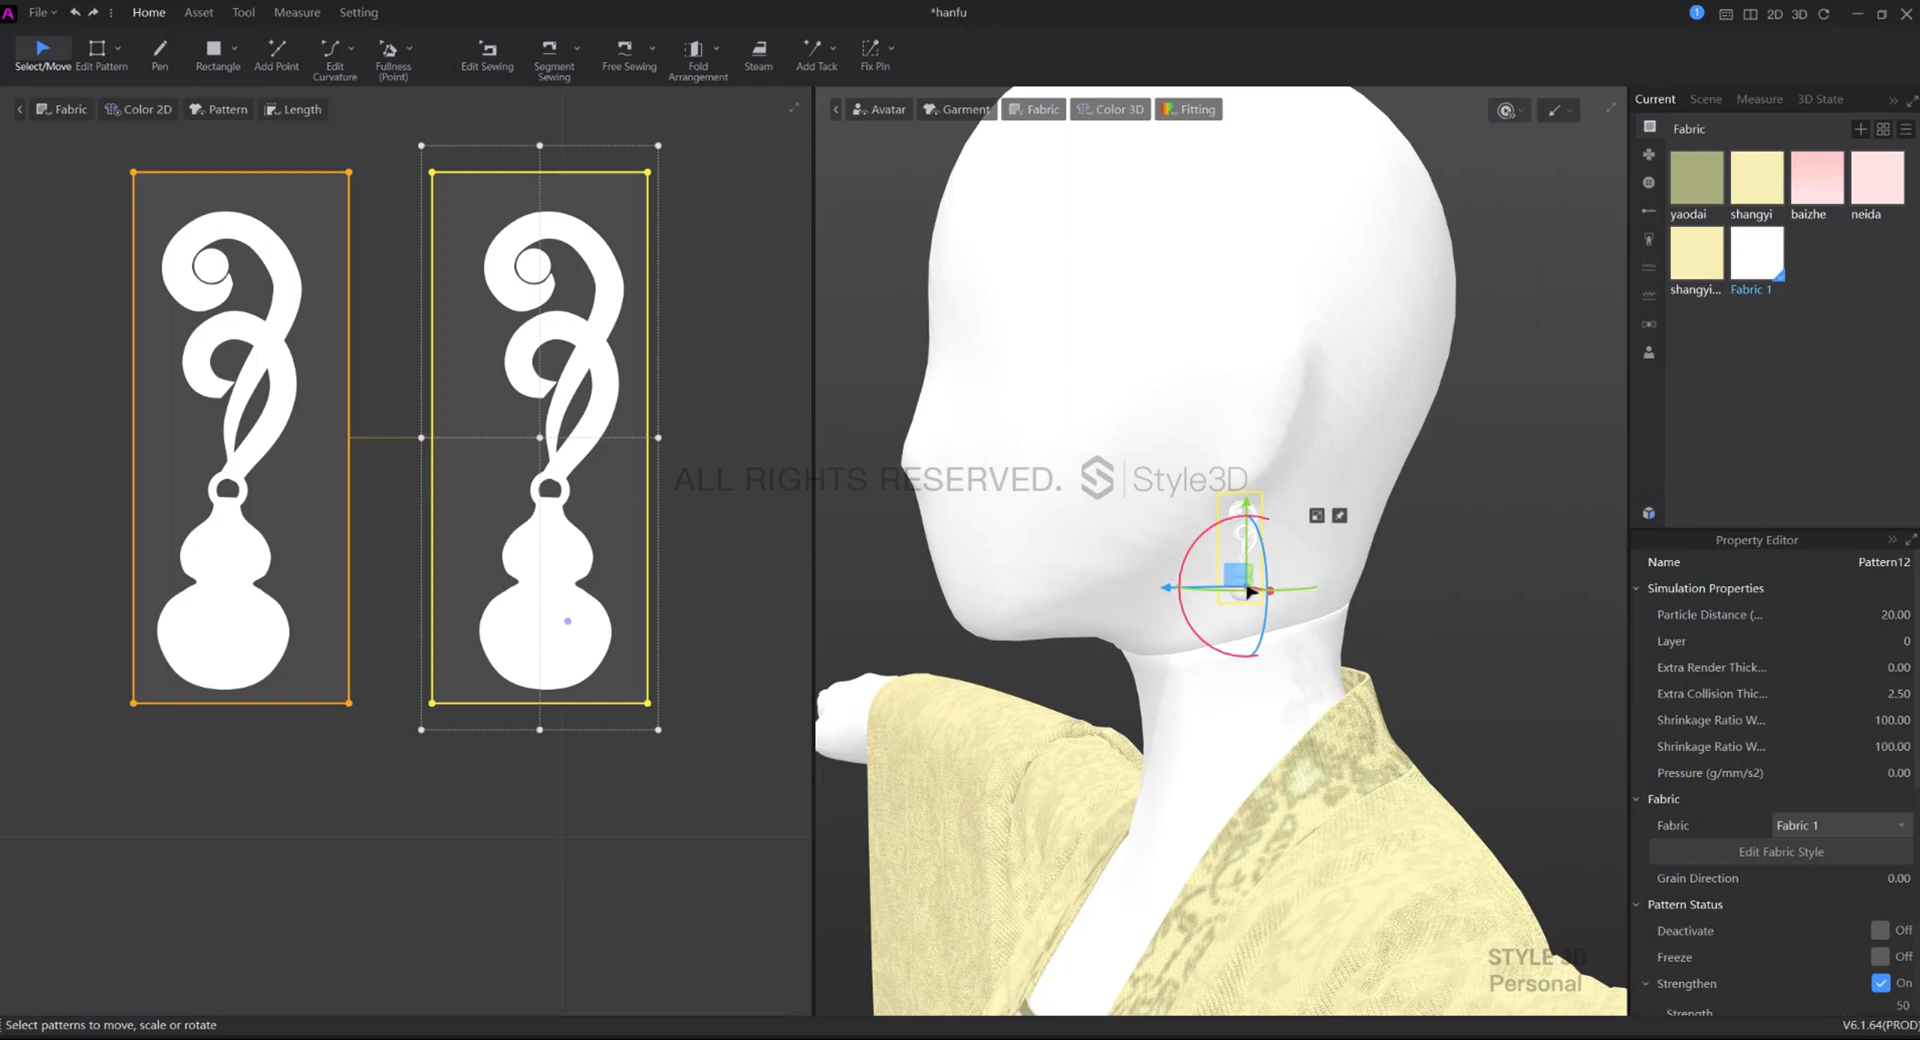 File
Home
Asset
Tool
Measure
Setting
*hanfu
1
2D
3D
Select/Move
Edit Pattern
Pen
Rectangle
Add Point
Edit Curvature
Fullness (Point)
Edit Sewing
Segment Sewing
Free Sewing
Fold Arrangement
Steam
Add Tack
Fix Pin
Fabric
Color 2D
Pattern
Length
Avatar
Garment
Fabric
Color 3D
Fitting
Current
Scene
Measure
3D State
Fabric
yaodai
shangyi
baizhe
neida
shangyi...
Fabric 1
ALL RIGHTS RESERVED. Style3D
Property Editor
Name Pattern12
Simulation Properties
Particle Distance (... 20.00
Layer 0
Extra Render Thick... 0.00
Extra Collision Thic... 2.50
Shrinkage Ratio W... 100.00
Shrinkage Ratio W... 100.00
Pressure (g/mm/s2) 0.00
Fabric
Fabric Fabric 1
Edit Fabric Style
Grain Direction 0.00
Pattern Status
Deactivate Off
Freeze Off
Strengthen On
Strength 50
STYLE 3D
Personal
Select patterns to move, scale or rotate
V6.1.64(PROD)